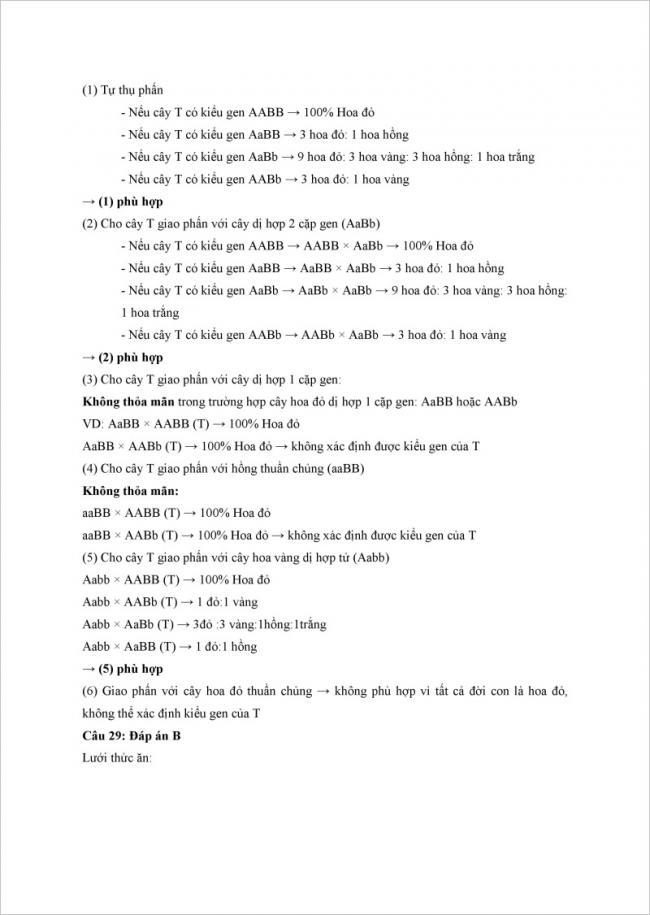 (1) Tự thụ phấn
- Nếu cây T có kiểu gen AABB → 100% Hoa đỏ
- Nếu cây T có kiểu gen AaBB → 3 hoa đỏ: 1 hoa hồng
- Nếu cây T có kiểu gen AaBb → 9 hoa đỏ: 3 hoa vàng: 3 hoa hồng: 1 hoa trắng
- Nếu cây T có kiểu gen AABb → 3 hoa đỏ: 1 hoa vàng
→ (1) phù hợp
(2) Cho cây T giao phấn với cây dị hợp 2 cặp gen (AaBb)
- Nếu cây T có kiểu gen AABB → AABB × AaBb → 100% Hoa đỏ
- Nếu cây T có kiểu gen AaBB → AaBB × AaBb → 3 hoa đỏ: 1 hoa hồng
- Nếu cây T có kiểu gen AaBb → AaBb × AaBb → 9 hoa đỏ: 3 hoa vàng: 3 hoa hồng:
1 hoa trắng
- Nếu cây T có kiểu gen AABb → AABb × AaBb → 3 hoa đỏ: 1 hoa vàng
→ (2) phù hợp
(3) Cho cây T giao phấn với cây dị hợp 1 cặp gen:
Không thỏa mãn trong trường hợp cây hoa đỏ dị hợp 1 cặp gen: AaBB hoặc AABb
VD: AaBB × AABB (T) → 100% Hoa đỏ
AaBB × AABb (T) → 100% Hoa đỏ → không xác định được kiểu gen của T
(4) Cho cây T giao phấn với hồng thuần chủng (aaBB)
Không thỏa mãn:
aaBB × AABB (T) → 100% Hoa đỏ
aaBB × AABb (T) → 100% Hoa đỏ → không xác định được kiểu gen của T
(5) Cho cây T giao phấn với cây hoa vàng dị hợp tử (Aabb)
Aabb × AABB (T) → 100% Hoa đỏ
Aabb × AABb (T) → 1 đỏ:1 vàng
Aabb × AaBb (T) → 3đỏ :3 vàng:1hồng:1trắng
Aabb × AaBB (T) → 1 đỏ:1 hồng
→ (5) phù hợp
(6) Giao phấn với cây hoa đỏ thuần chủng → không phù hợp vì tất cả đời con là hoa đỏ,
không thể xác định kiểu gen của T
Câu 29: Đáp án B
Lưới thức ăn: